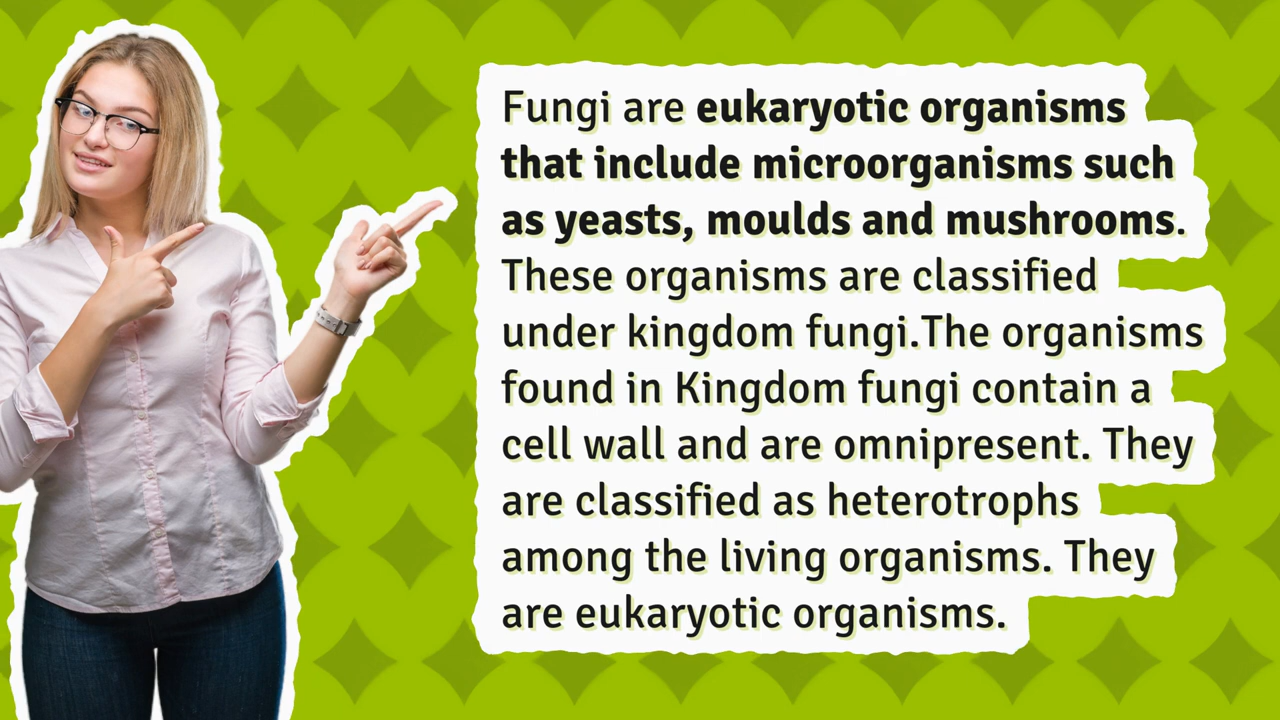 Fungi are eukaryotic organisms
that include microorganisms such
as yeasts, moulds and mushrooms.
These organisms are classified
under kingdom fungi.The organisms
found in Kingdom fungi contain a
cell wall and are omnipresent. They
are classified as heterotrophs
among the living organisms. They
are eukaryotic organisms.